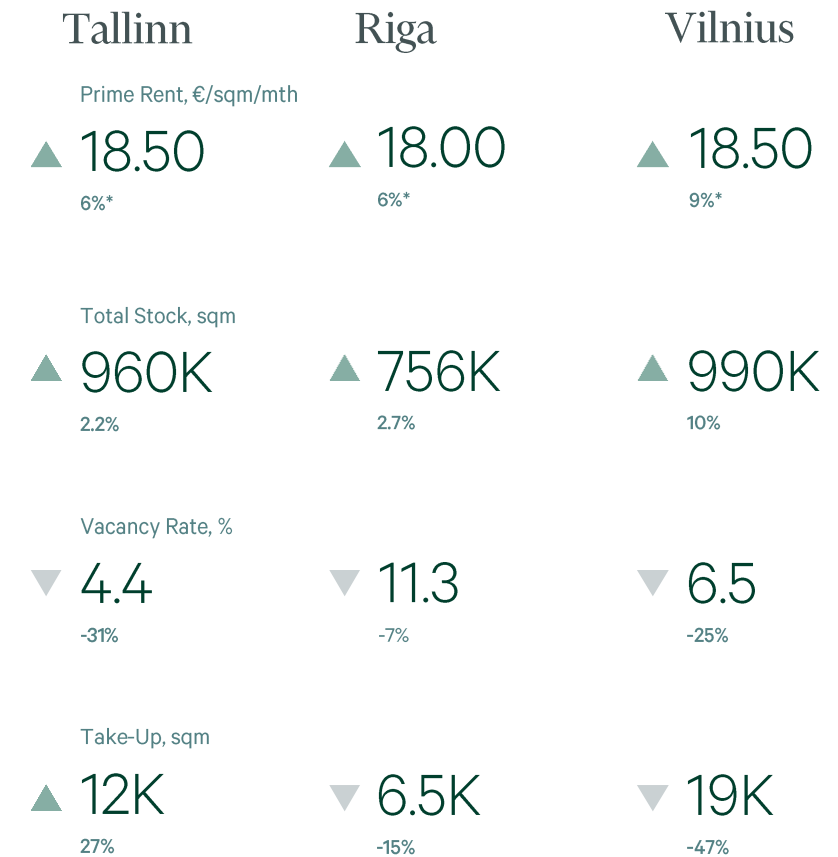 Tallinn Riga Vilnius
Prime Rent, €/sqm/mth
18.50 18.00 18.50
6%* 6%* 9%*
Total Stock, sqm
960K 756K 990K
2.2% 2.7% 10%
Vacancy Rate, %
4.4 11.3 6.5
-31% -7% -25%
Take-Up, sqm
12K 6.5K 19K
27% -15% -47%